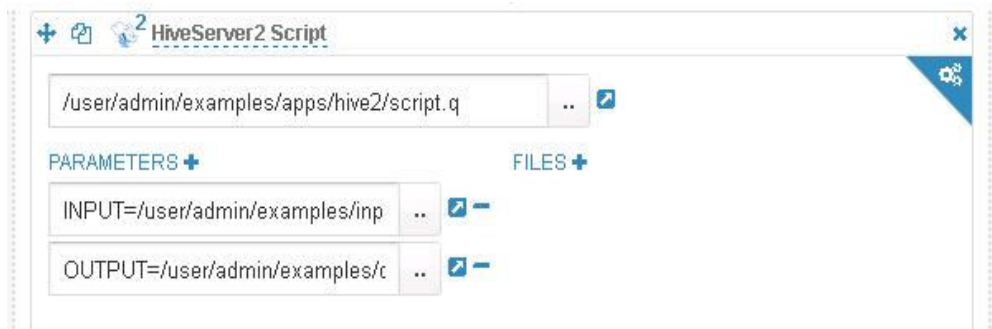 2 HiveServer2 Script
/user/admin/examples/apps/hive2/script.q ..
PARAMETERS + FILES +
INPUT=/user/admin/examples/inp ..
OUTPUT=/user/admin/examples/c ..